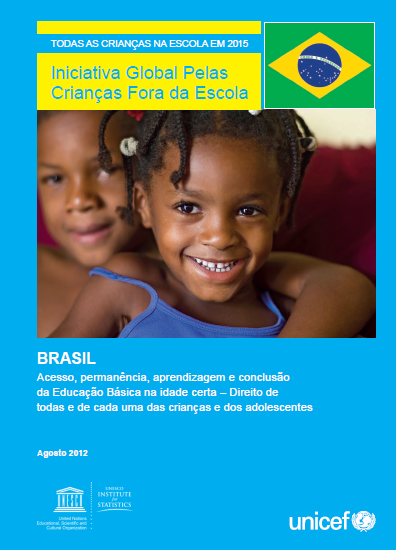 TODAS AS CRIANÇAS NA ESCOLA EM 2015
Iniciativa Global Pelas
Crianças Fora da Escola
BRASIL
Acesso, permanência, aprendizagem e conclusão
da Educação Básica na idade certa – Direito de
todas e de cada uma das crianças e dos adolescentes
Agosto 2012
United Nations
Educational, Scientific and
Cultural Organization
UNESCO
INSTITUTE
for
STATISTICS
unicef